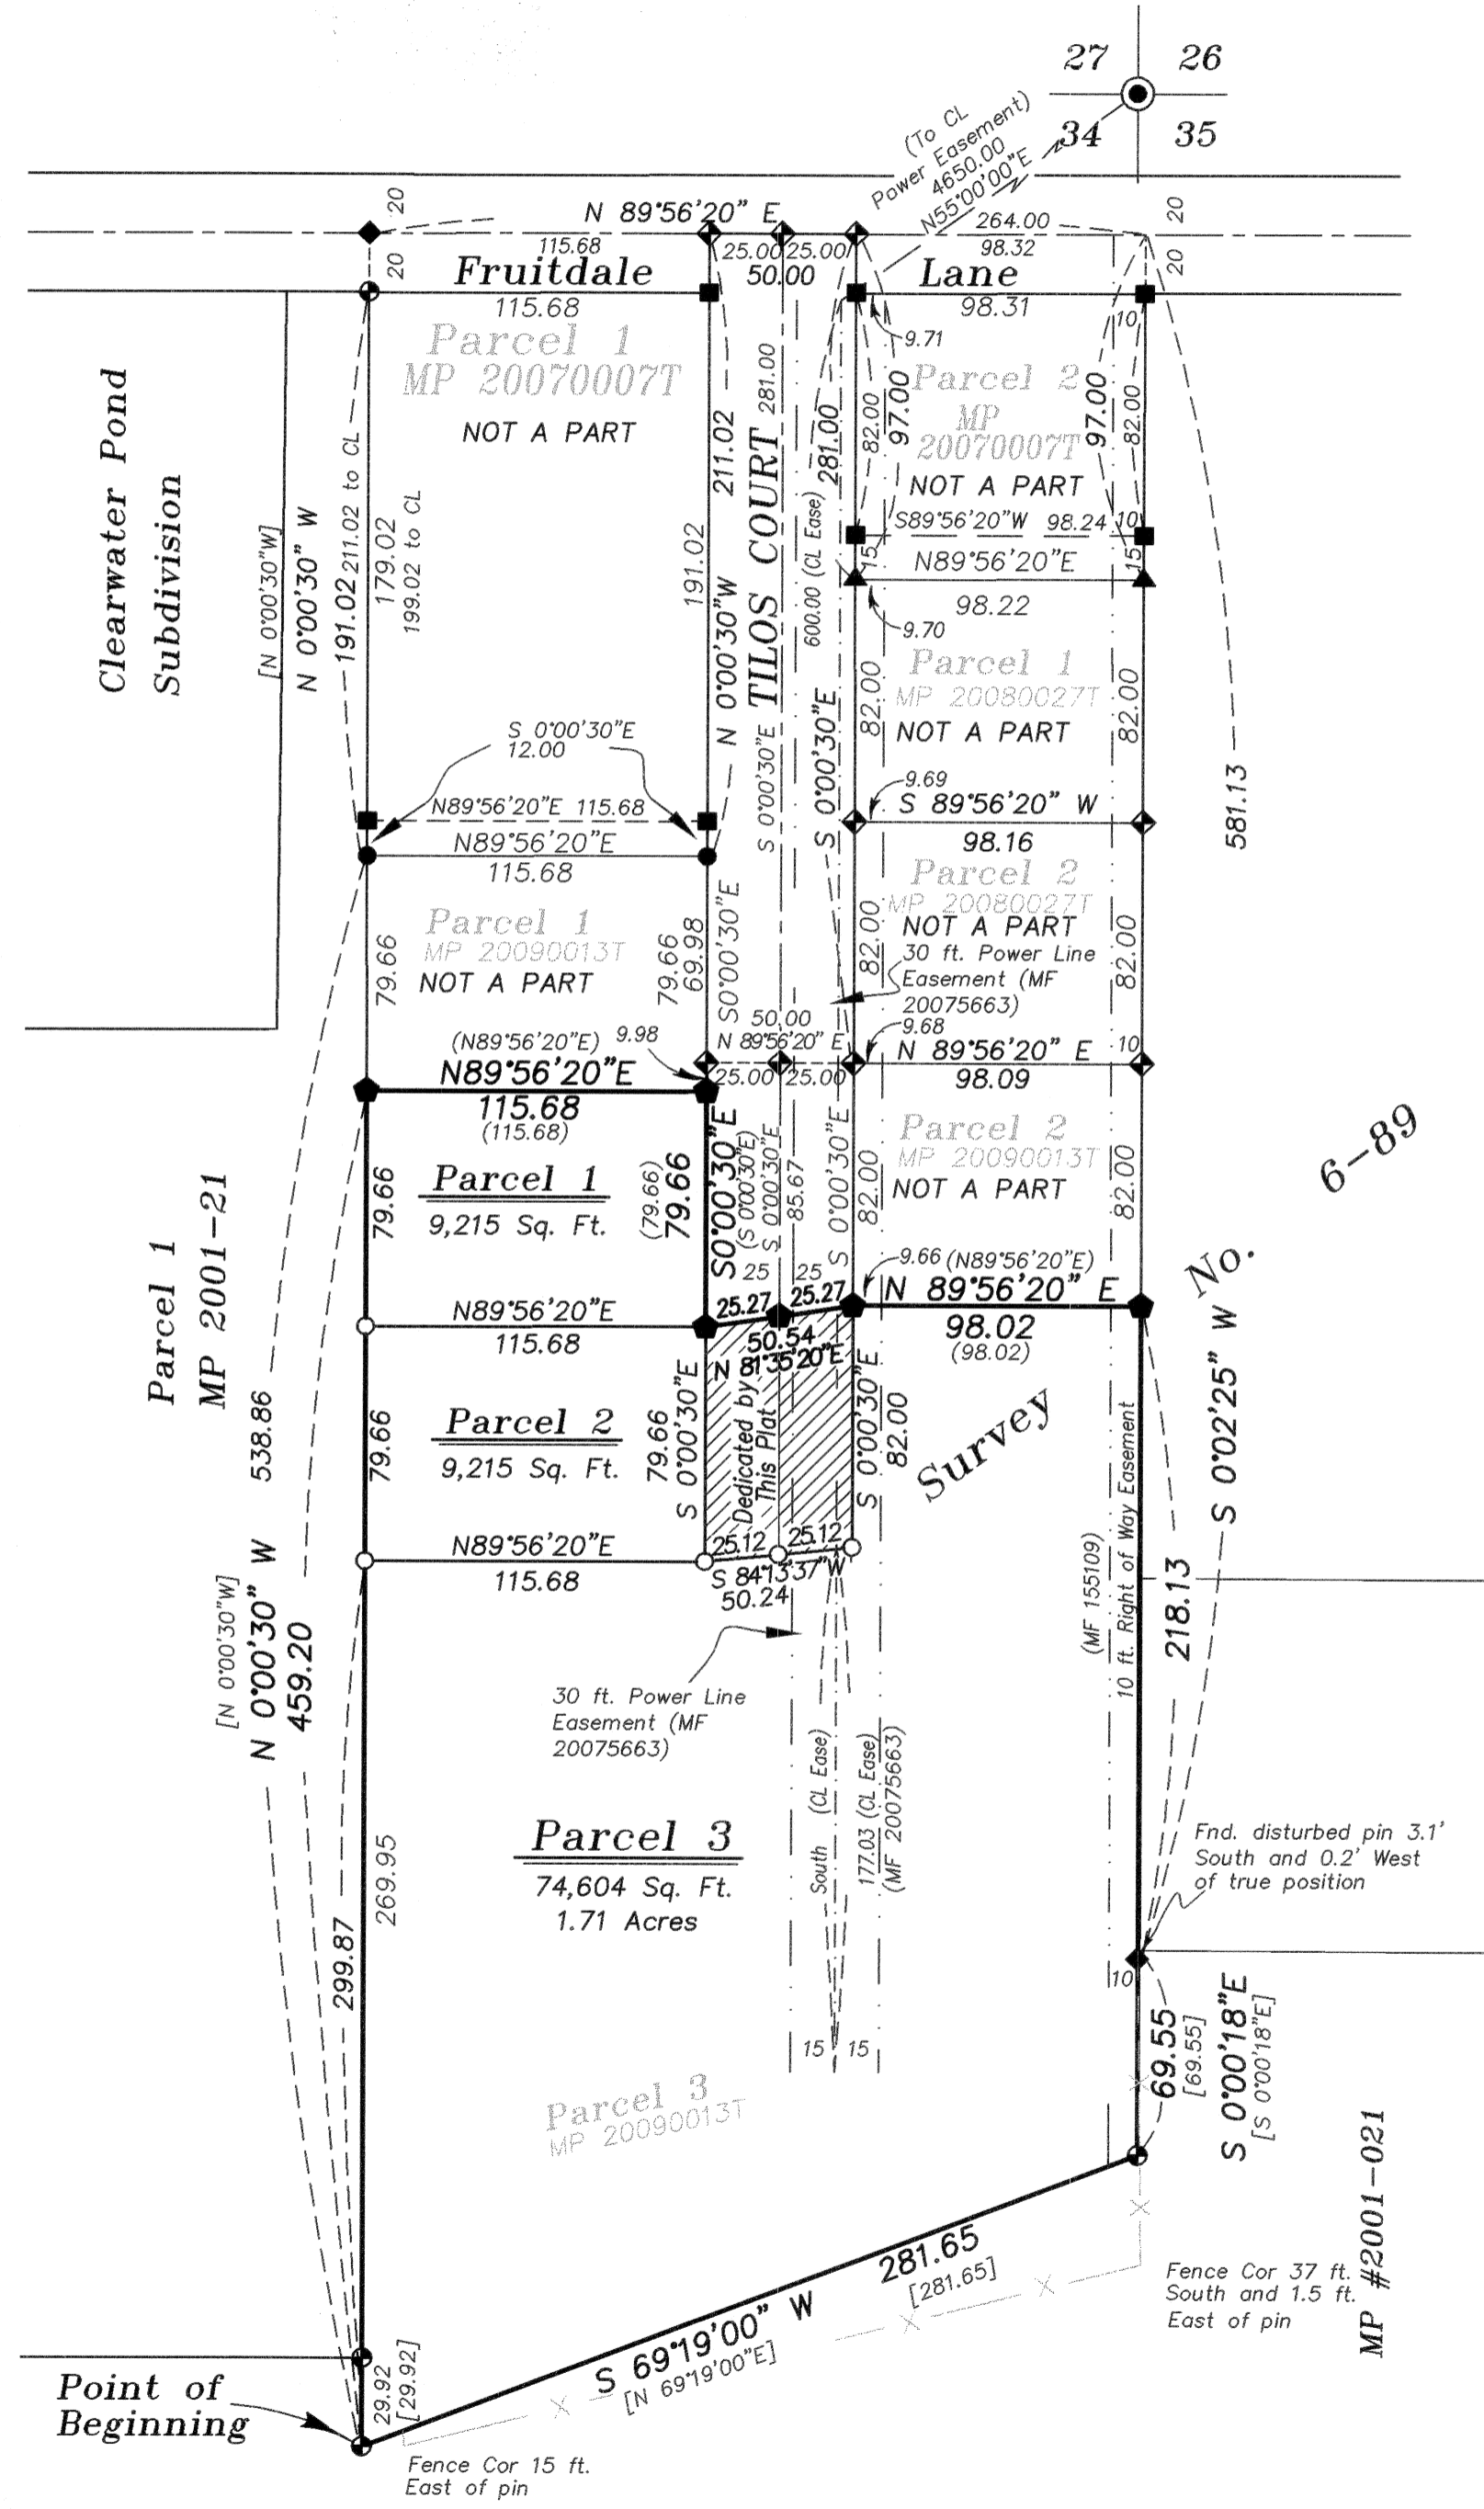 27 26
34 35
(To CL
Power Easement)
4650.00
N55°00'00"E
20
20
N 89°56'20" E
115.68
25.00 25.00
50.00
264.00
98.32
20
20
Fruitdale Lane
115.68
98.31
10
9.71
Clearwater Pond
Subdivision
[N 0°00'30"W]
N 0°00'30" W
191.02
211.02 to CL
179.02
199.02 to CL
Parcel 1
MP 20070007T
NOT A PART
211.02
191.02
N 0°00'30"W
TILOS COURT
281.00
S 0°00'30"E
281.00
600.00 (CL Ease)
S 0°00'30"E
82.00
97.00
Parcel 2
MP
20070007T
NOT A PART
97.00
82.00
S89°56'20"W 98.24
10
15
15
N89°56'20"E
98.22
9.70
581.13
Parcel 1
MP 20080027T
NOT A PART
82.00
82.00
S 0°00'30"E
12.00
N89°56'20"E 115.68
N89°56'20"E
115.68
9.69
S 89°56'20" W
98.16
Parcel 2
MP 20080027T
NOT A PART
82.00
82.00
30 ft. Power Line
Easement (MF
20075663)
Parcel 1
MP 20090013T
NOT A PART
79.66
79.66
69.98
S0°00'30"E
50.00
N 89°56'20" E
25.00 25.00
9.68
N 89°56'20" E
10
98.09
(N89°56'20"E) 9.98
N89°56'20"E
115.68
(115.68)
Parcel 1
9,215 Sq. Ft.
79.66
(79.66)
79.66
S0°00'30"E
(S 0°00'30"E)
S 0°00'30"E
85.67
S 0°00'30"E
82.00
Parcel 2
MP 20090013T
NOT A PART
82.00
25 25
25.27 25.27
50.54
N 81°35'20"E
9.66 (N89°56'20"E)
N 89°56'20" E
98.02
(98.02)
Survey No. 6-89
Parcel 1
MP 2001-21
N89°56'20"E
115.68
Parcel 2
9,215 Sq. Ft.
79.66
79.66
S 0°00'30"E
Dedicated by
This Plat
S 0°00'30"E
82.00
25.12 25.12
S 84°13'37"W
50.24
N89°56'20"E
115.68
[N 0°00'30"W]
N 0°00'30" W
538.86
459.20
299.87
269.95
30 ft. Power Line
Easement (MF
20075663)
South (CL Ease)
177.03 (CL Ease)
(MF 20075663)
15 15
Parcel 3
74,604 Sq. Ft.
1.71 Acres
(MF 155109)
10 ft. Right of Way Easement
218.13
S 0°02'25" W
Fnd. disturbed pin 3.1'
South and 0.2' West
of true position
10
69.55
[69.55]
S 0°00'18"E
[S 0°00'18"E]
MP #2001-021
Parcel 3
MP 20090013T
S 69°19'00" W 281.65
[N 69°19'00"E] [281.65]
Fence Cor 37 ft.
South and 1.5 ft.
East of pin
29.92
[29.92]
Point of
Beginning
Fence Cor 15 ft.
East of pin